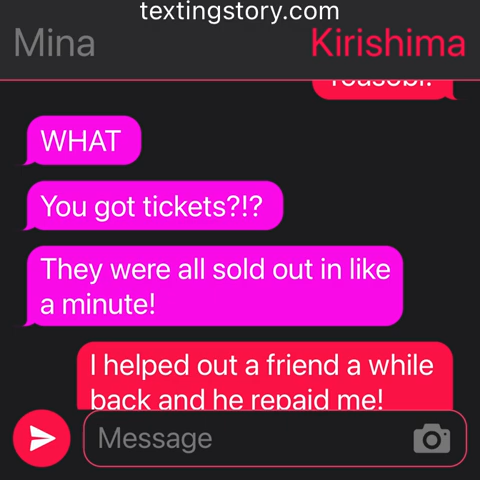 textingstory.com
Mina
Kirishima
Yousobi!
WHAT
You got tickets?!?
They were all sold out in like
a minute!
I helped out a friend a while
back and he repaid me!
Message